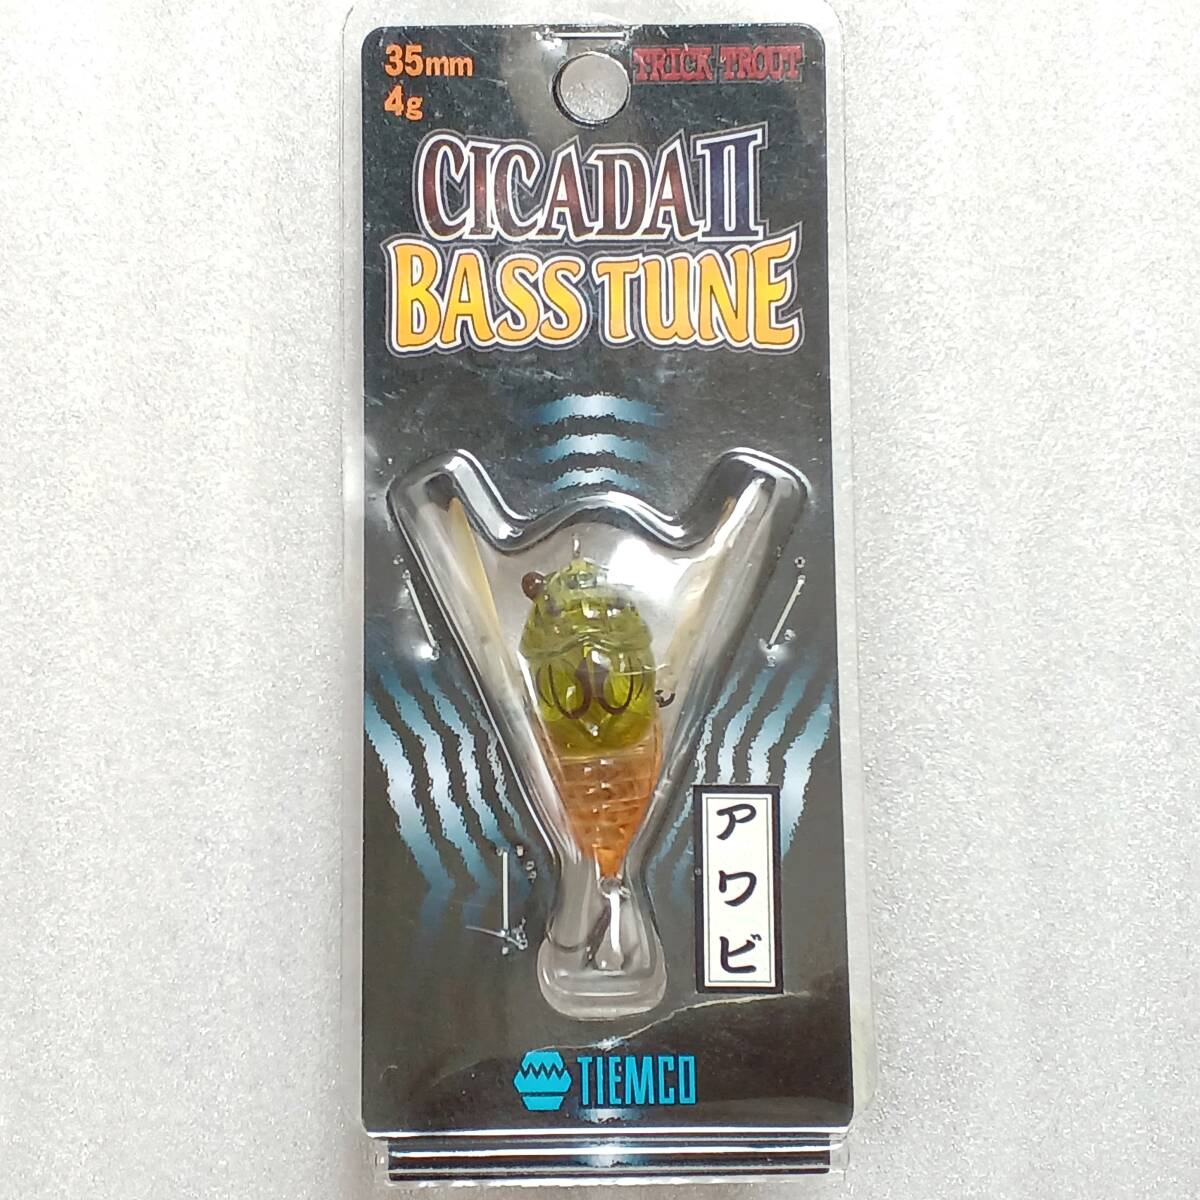 35mm
4g
TRICK TROUT
CICADA II
BASS TUNE
アワビ
TIEMCO